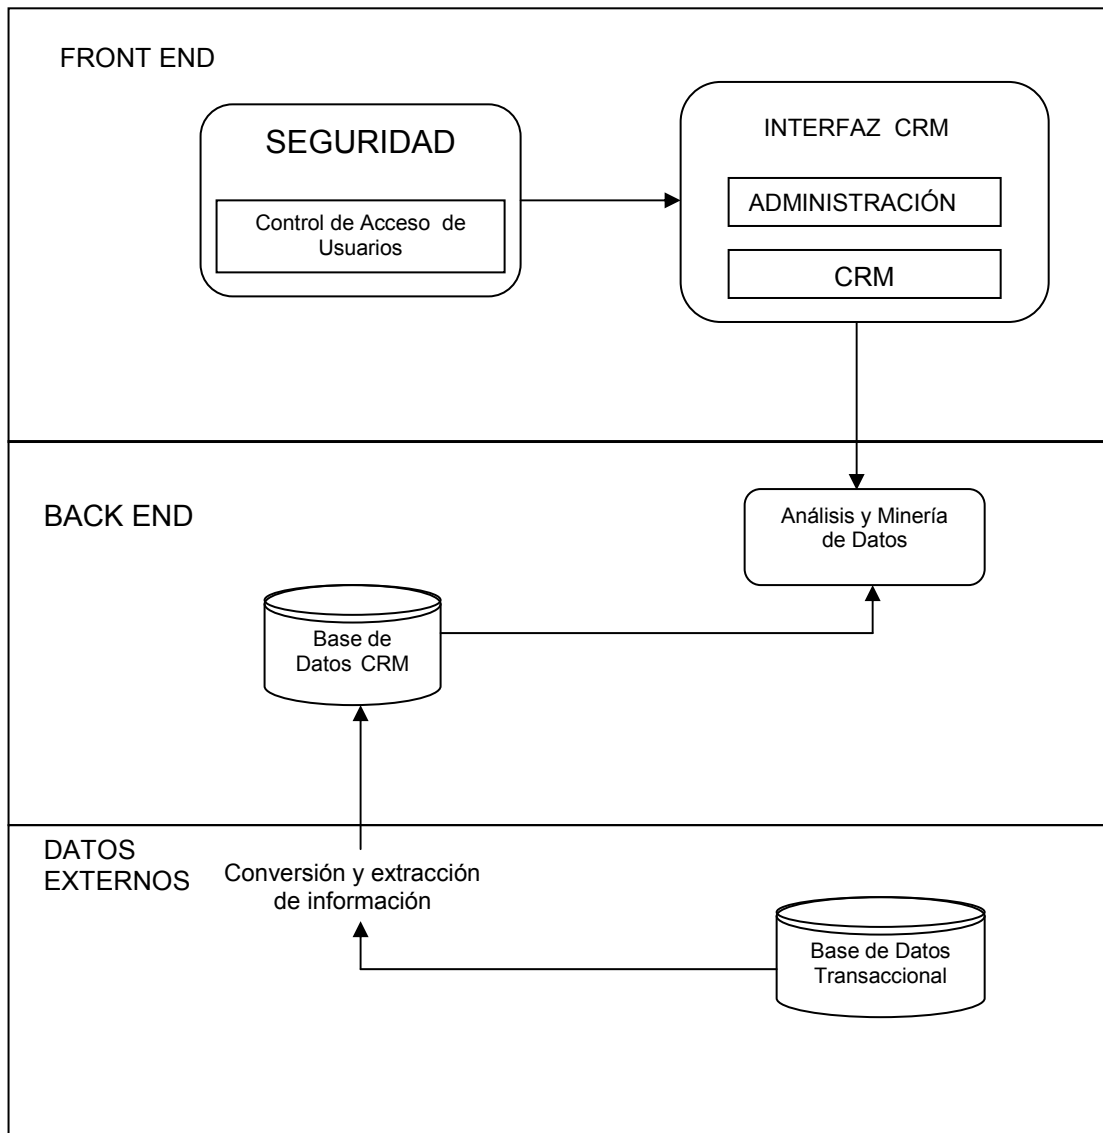 FRONT END
SEGURIDAD
Control de Acceso de
Usuarios
INTERFAZ CRM
ADMINISTRACIÓN
CRM
BACK END
Análisis y Minería
de Datos
Base de
Datos CRM
DATOS
EXTERNOS
Conversión y extracción
de información
Base de Datos
Transaccional